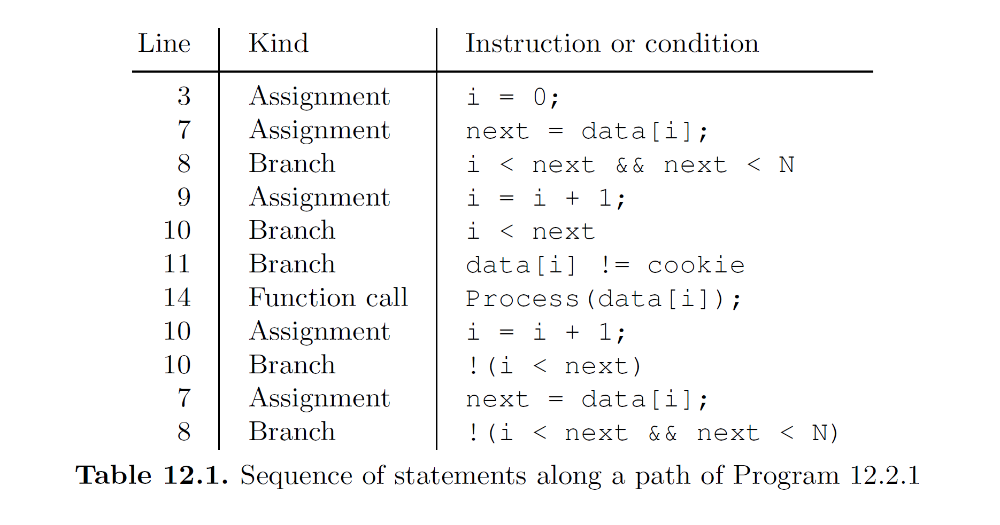 Line Kind Instruction or condition
3 Assignment i = 0;
7 Assignment next = data[i];
8 Branch i < next && next < N
9 Assignment i = i + 1;
10 Branch i < next
11 Branch data[i] != cookie
14 Function call Process(data[i]);
10 Assignment i = i + 1;
10 Branch !(i < next)
7 Assignment next = data[i];
8 Branch !(i < next && next < N)
Table 12.1. Sequence of statements along a path of Program 12.2.1